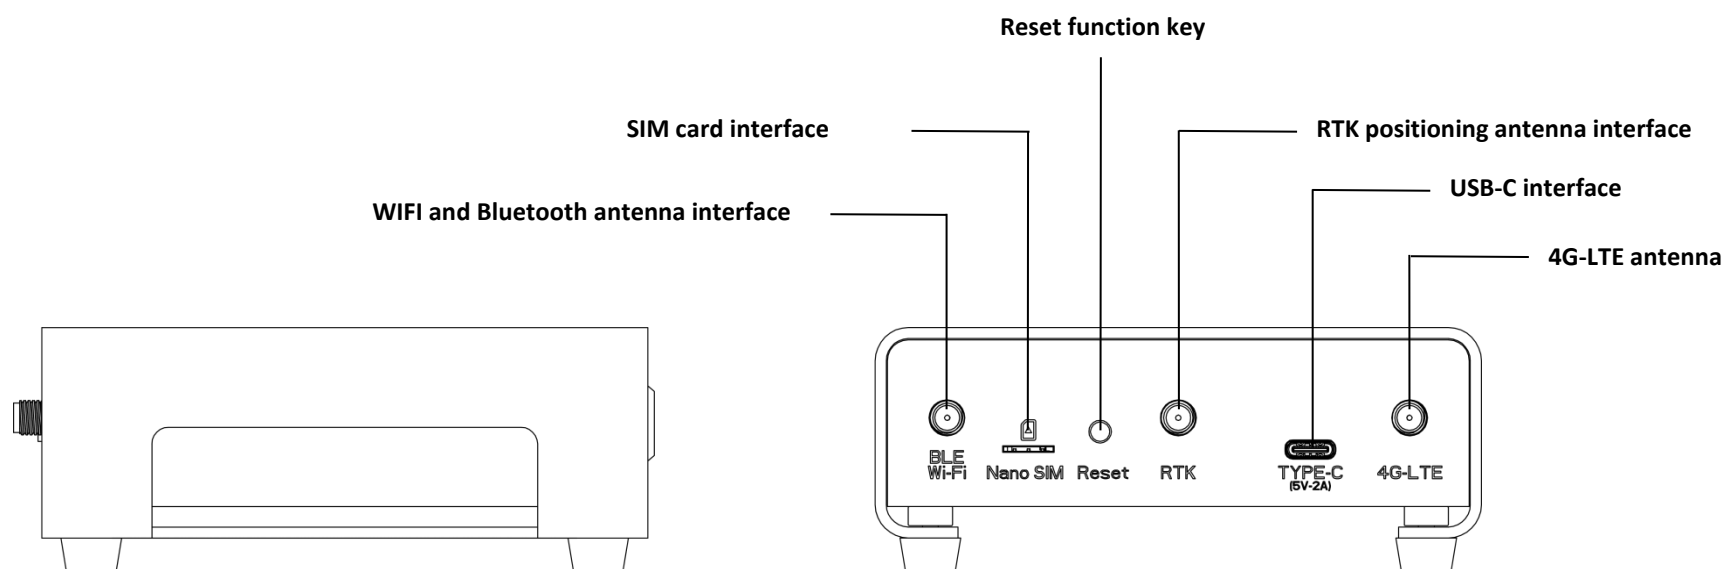 Reset function key
SIM card interface
RTK positioning antenna interface
USB-C interface
WIFI and Bluetooth antenna interface
4G-LTE antenna
BLE
Wi-Fi
Nano SIM
Reset
RTK
TYPE-C
(5V-2A)
4G-LTE